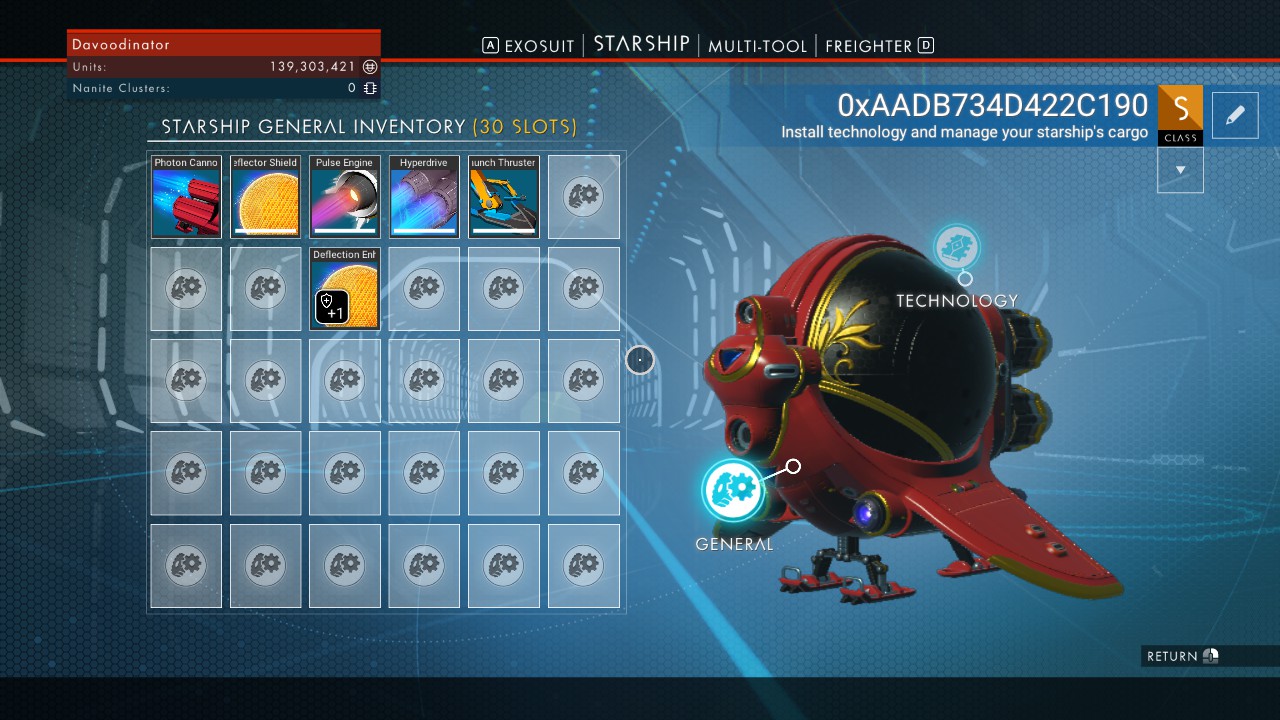 Davoodinator
Units: 139,303,421
Nanite Clusters: 0
A EXOSUIT STARSHIP MULTI-TOOL FREIGHTER D
0xAADB734D422C190
Install technology and manage your starship's cargo
S
CLASS
STARSHIP GENERAL INVENTORY (30 SLOTS)
Photon Canno eflector Shield Pulse Engine Hyperdrive unch Thruster
Deflection Enh
+1
TECHNOLOGY
GENERAL
RETURN